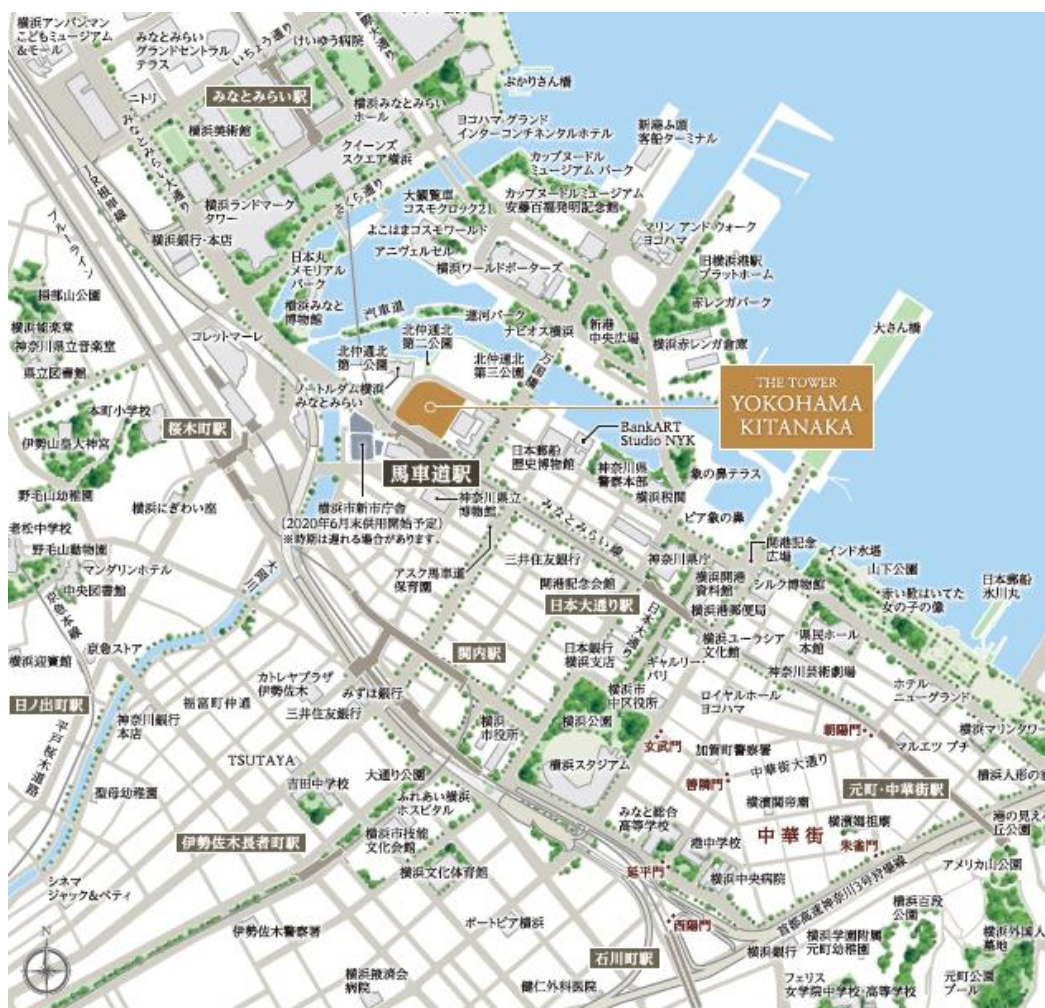 横浜アンパンマン
こどもミュージアム
&モール
みなとみらい
グランドセントラル
テラス
いちょう通り
けいゆう病院
国際大通り
ニトリ
みなとみらい駅
横浜美術館
みなとみらい大通り
横浜みなとみらい
ホール
クイーンズ
スクエア横浜
ぷかりさん橋
ヨコハマ グランド
インターコンチネンタルホテル
新港ふ頭
客船ターミナル
カップヌードル
ミュージアム パーク
カップヌードルミュージアム
安藤百福発明記念館
大観覧車
コスモクロック21
よこはまコスモワールド
アニヴェルセル
さくら通り
JR根岸線
ブルーライン
横浜ランドマーク
タワー
横浜銀行・本店
日本丸
メモリアル
パーク
横浜みなと
博物館
汽車道
横浜ワールドポーターズ
マリン アンド ウォーク
ヨコハマ
旧横浜港駅
プラットホーム
赤レンガパーク
運河パーク
ナビオス横浜
新港
中央広場
横浜赤レンガ倉庫
大さん橋
掃部山公園
横浜能楽堂
神奈川県立音楽堂
県立図書館
コレットマーレ
北仲通北
第一公園
北仲通北
第二公園
北仲通北
第三公園
万国橋
ノートルダム横浜
みなとみらい
THE TOWER
YOKOHAMA
KITANAKA
本町小学校
伊勢山皇大神宮
桜木町駅
馬車道駅
日本郵船
歴史博物館
BankART
Studio NYK
神奈川県
警察本部
横浜税関
象の鼻テラス
ピア象の鼻
野毛山幼稚園
老松中学校
野毛山動物園
横浜にぎわい座
マンダリンホテル
中央図書館
横浜市新市庁舎
(2020年6月末供用開始予定)
※時期は遅れる場合があります。
神奈川県立
博物館
みなとみらい線
アスク馬車道
保育園
三井住友銀行
開港記念会館
神奈川県庁
横浜開港
資料館
開港記念
広場
シルク博物館
インド水塔
山下公園
赤い靴はいてた
女の子の像
日本郵船
氷川丸
大岡川
京急本線
京急ストア
横浜迎賓館
日ノ出町駅
平戸桜木道路
日本大通り駅
日本大通り
横浜港郵便局
横浜ユーラシア
文化館
県民ホール
本館
神奈川芸術劇場
関内駅
日本銀行
横浜支店
ギャルリー・
パリ
横浜市
中区役所
ロイヤルホール
ヨコハマ
ホテル
ニューグランド
横浜マリンタワー
カトレヤプラザ
伊勢佐木
みずほ銀行
三井住友銀行
福富町仲通
神奈川銀行
本店
横浜
市役所
横浜公園
横浜スタジアム
玄武門
加賀町警察署
中華街大通り
朝陽門
マルエツ プチ
元町・中華街駅
横浜人形の家
TSUTAYA
大通り公園
吉田中学校
聖母幼稚園
ふれあい横浜
ホスピタル
善隣門
横濱関帝廟
横濱媽祖廟
中華街
朱雀門
港の見える
丘公園
アメリカ山公園
みなと総合
高等学校
港中学校
伊勢佐木長者町駅
横浜市技能
文化会館
横浜文化体育館
延平門
横浜中央病院
首都高速神奈川3号狩場線
シネマ
ジャック&ベティ
伊勢佐木警察署
ポートピア横浜
西陽門
横浜銀行
横浜学園附属
元町幼稚園
横浜百段
公園
横浜外国人
墓地
石川町駅
横浜掖済会
病院
健仁外科医院
フェリス
女学院中学校・高等学校
元町公園
プール
N